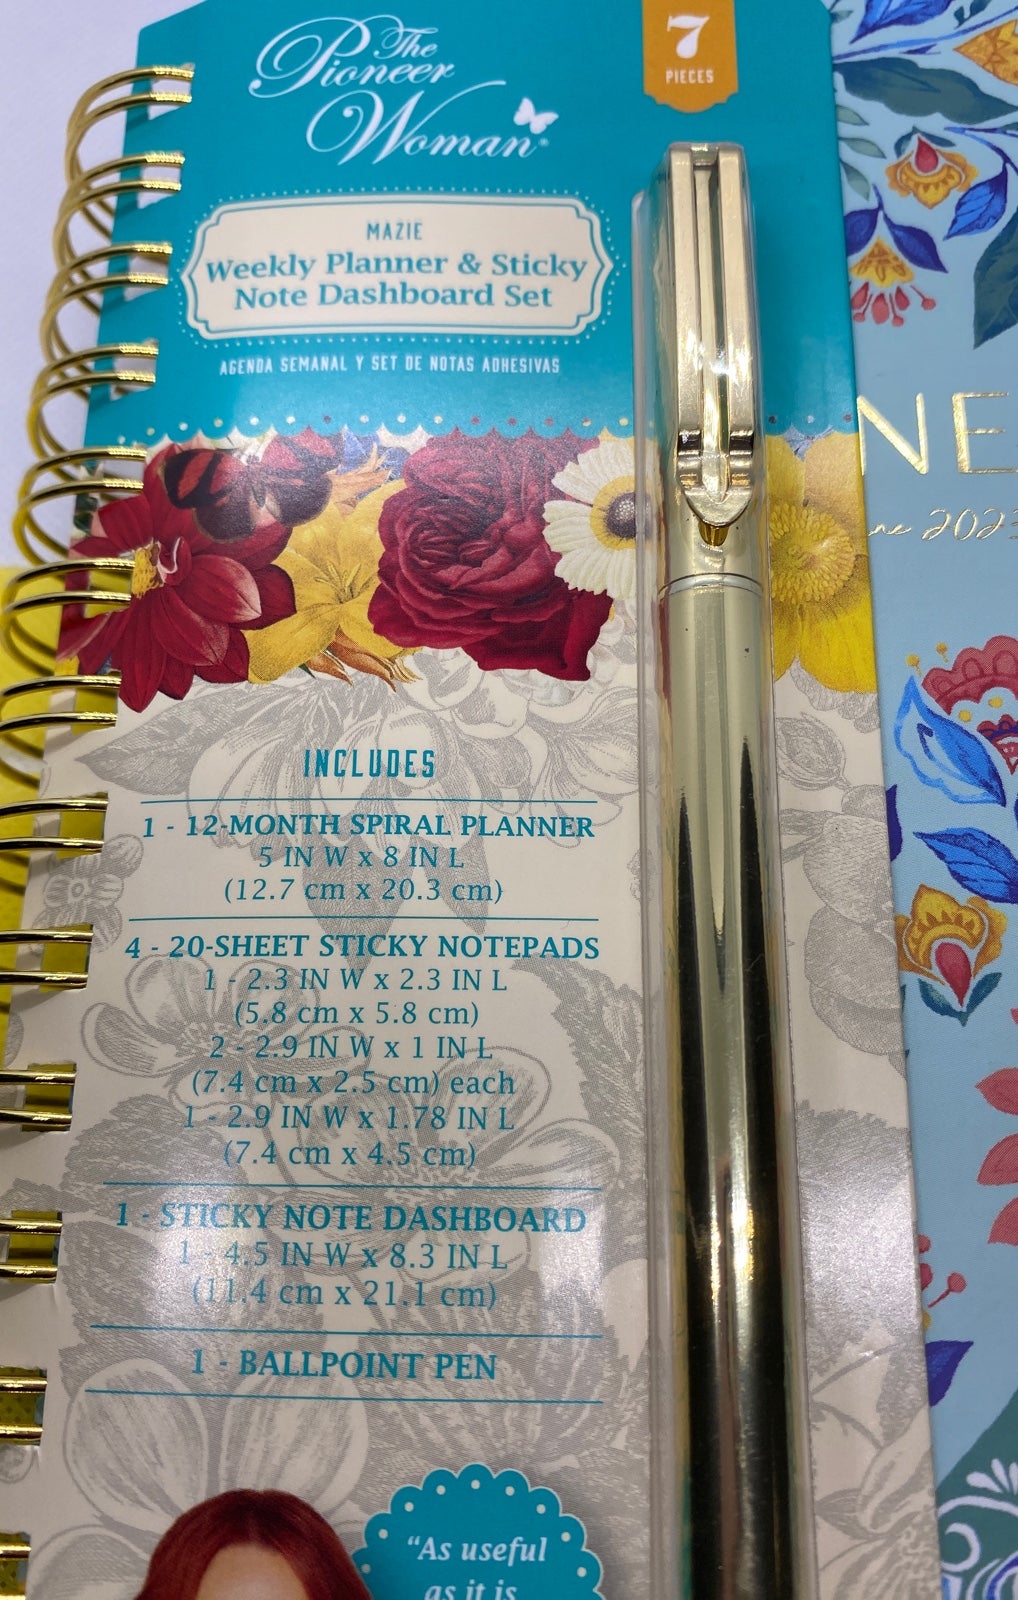 The
Pioneer
Woman®
7
PIECES
MAZIE
Weekly Planner & Sticky
Note Dashboard Set
AGENDA SEMANAL Y SET DE NOTAS ADHESIVAS
NE
2023
INCLUDES
1 - 12-MONTH SPIRAL PLANNER
5 IN W x 8 IN L
(12.7 cm x 20.3 cm)
4 - 20-SHEET STICKY NOTEPADS
1 - 2.3 IN W x 2.3 IN L
(5.8 cm x 5.8 cm)
2 - 2.9 IN W x 1 IN L
(7.4 cm x 2.5 cm) each
1 - 2.9 IN W x 1.78 IN L
(7.4 cm x 4.5 cm)
1 - STICKY NOTE DASHBOARD
1 - 4.5 IN W x 8.3 IN L
(11.4 cm x 21.1 cm)
1 - BALLPOINT PEN
“As useful
as it is